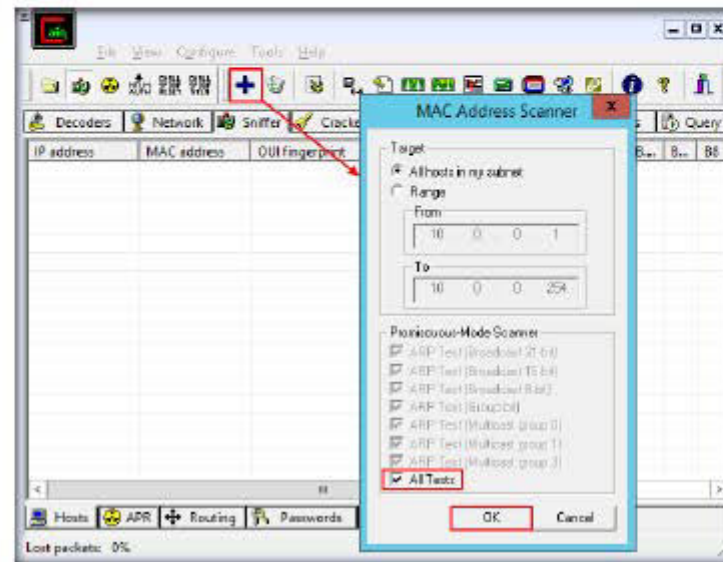 File View Configure Tools Help
Decoders Network Sniffer Cracke Query
IP address MAC address OUI fingerprint B... B... B8
MAC Address Scanner
Target
All hosts in my subnet
Range
From
10 0 0 1
To
10 0 0 254
Promiscuous-Mode Scanner
ARP Test (Broadcast 31-bit)
ARP Test (Broadcast 16-bit)
ARP Test (Broadcast 8-bit)
ARP Test (Group bit)
ARP Test (Multicast group 0)
ARP Test (Multicast group 1)
ARP Test (Multicast group 3)
All Tests
OK Cancel
Hosts APR Routing Passwords
Lost packets: 0%